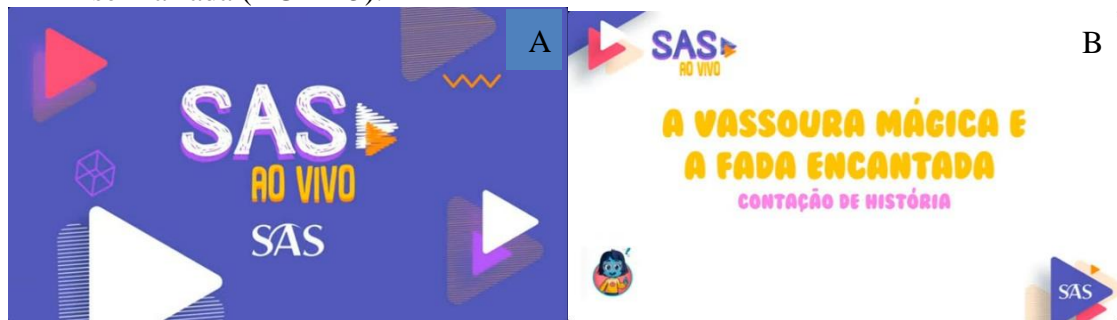 A
SAS
AO VIVO
SAS
B
SAS
AO VIVO
A VASSOURA MÁGICA E
A FADA ENCANTADA
CONTAÇÃO DE HISTÓRIA
SAS